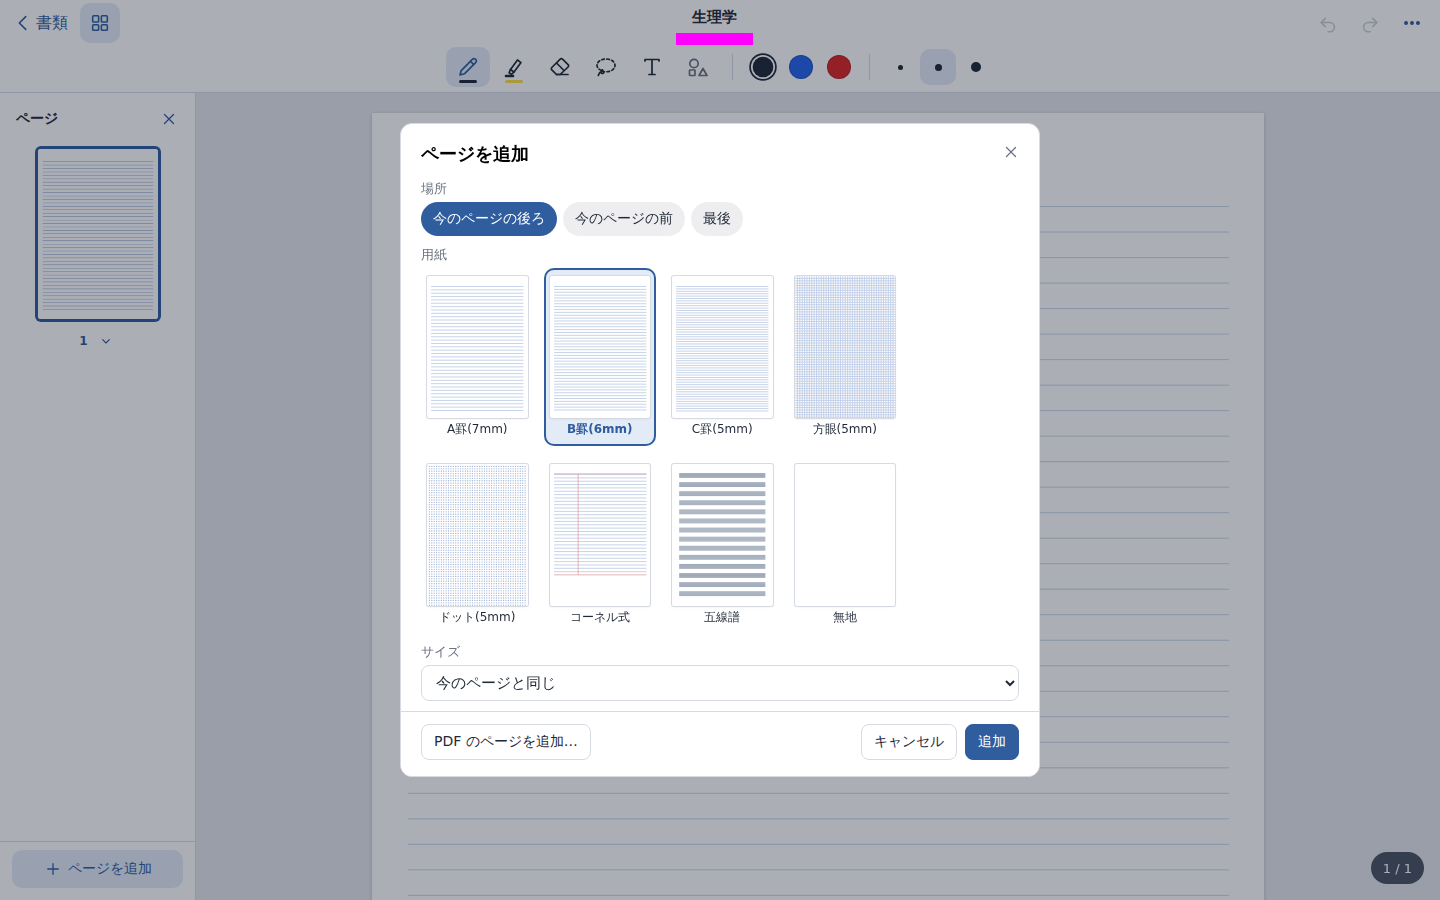 書類
生理学
ページ
1
ページを追加
1 / 1
ページを追加
場所
今のページの後ろ 今のページの前 最後
用紙
A罫(7mm) B罫(6mm) C罫(5mm) 方眼(5mm)
ドット(5mm) コーネル式 五線譜 無地
サイズ
今のページと同じ
PDF のページを追加… キャンセル 追加